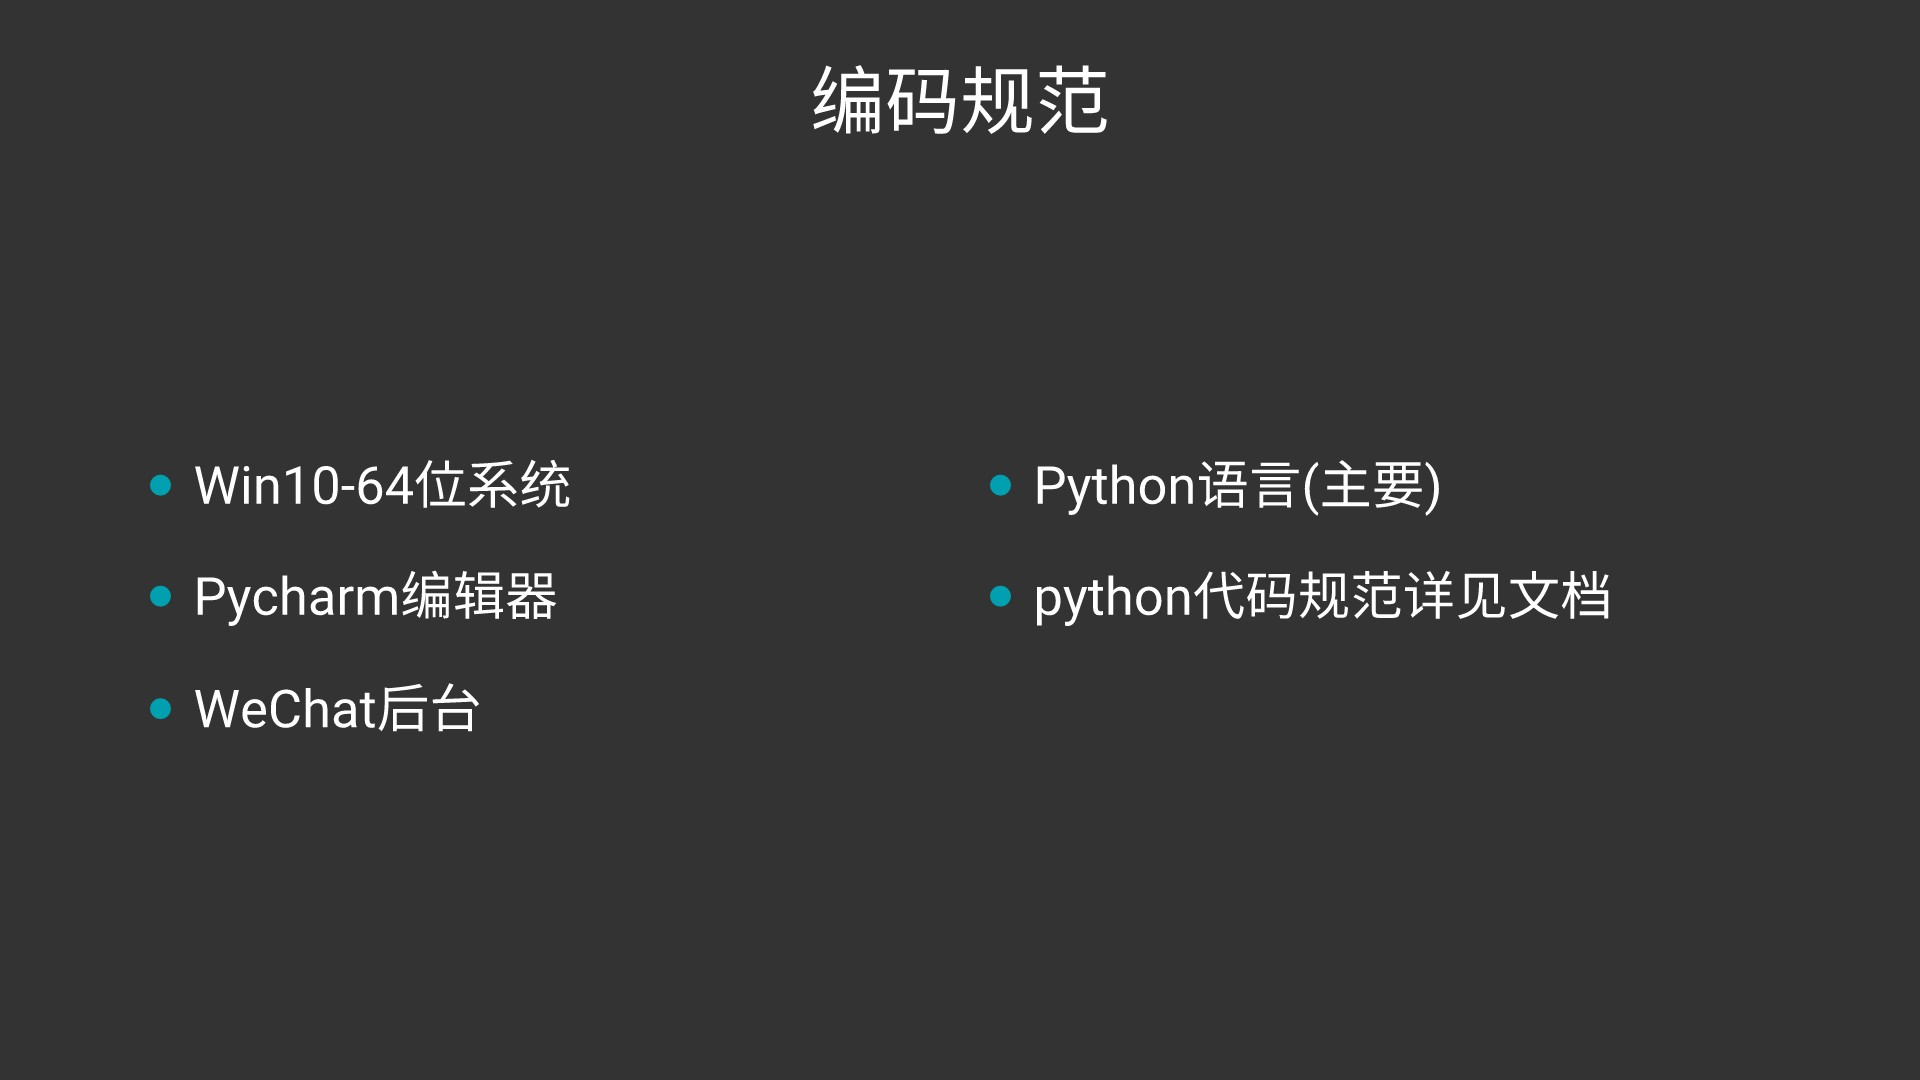 编码规范
Win10-64位系统
Pycharm编辑器
WeChat后台
Python语言(主要)
python代码规范详见文档